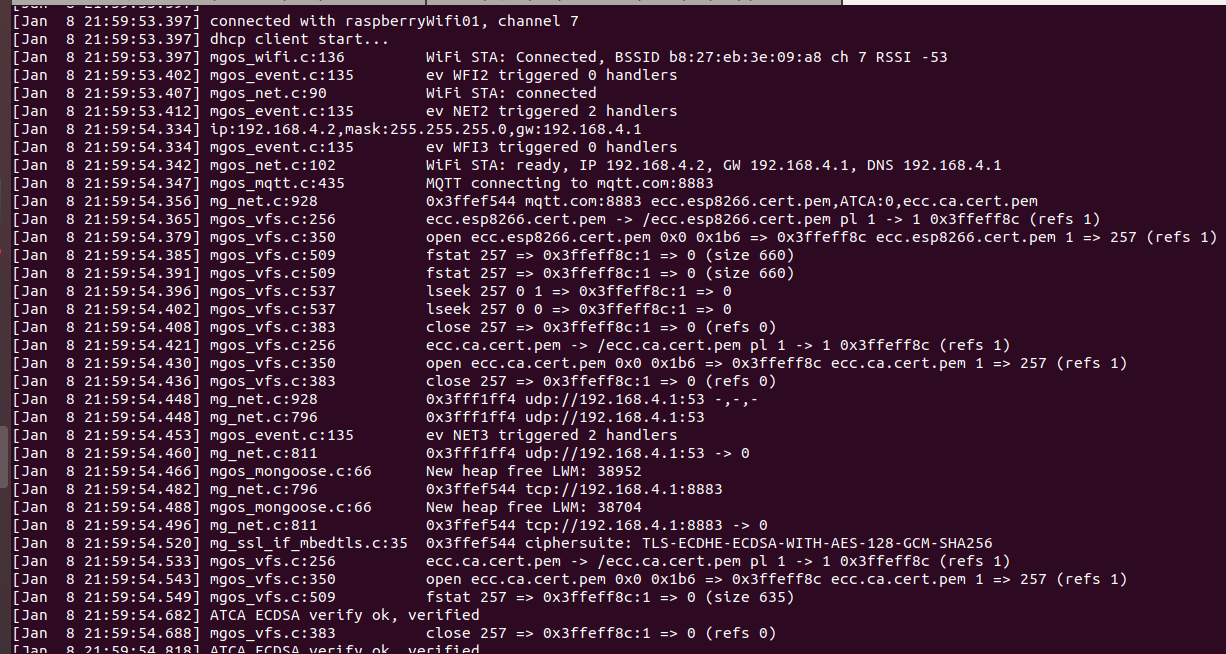 [Jan  8 21:59:53.397]
[Jan  8 21:59:53.397] connected with raspberryWifi01, channel 7
[Jan  8 21:59:53.397] dhcp client start...
[Jan  8 21:59:53.397] mgos_wifi.c:136         WiFi STA: Connected, BSSID b8:27:eb:3e:09:a8 ch 7 RSSI -53
[Jan  8 21:59:53.402] mgos_event.c:135        ev WFI2 triggered 0 handlers
[Jan  8 21:59:53.407] mgos_net.c:90           WiFi STA: connected
[Jan  8 21:59:53.412] mgos_event.c:135        ev NET2 triggered 2 handlers
[Jan  8 21:59:54.334] ip:192.168.4.2,mask:255.255.255.0,gw:192.168.4.1
[Jan  8 21:59:54.334] mgos_event.c:135        ev WFI3 triggered 0 handlers
[Jan  8 21:59:54.342] mgos_net.c:102          WiFi STA: ready, IP 192.168.4.2, GW 192.168.4.1, DNS 192.168.4.1
[Jan  8 21:59:54.347] mgos_mqtt.c:435         MQTT connecting to mqtt.com:8883
[Jan  8 21:59:54.356] mg_net.c:928            0x3ffef544 mqtt.com:8883 ecc.esp8266.cert.pem,ATCA:0,ecc.ca.cert.pem
[Jan  8 21:59:54.365] mgos_vfs.c:256          ecc.esp8266.cert.pem -> /ecc.esp8266.cert.pem pl 1 -> 1 0x3ffeff8c (refs 1)
[Jan  8 21:59:54.379] mgos_vfs.c:350          open ecc.esp8266.cert.pem 0x0 0x1b6 => 0x3ffeff8c ecc.esp8266.cert.pem 1 => 257 (refs 1)
[Jan  8 21:59:54.385] mgos_vfs.c:509          fstat 257 => 0x3ffeff8c:1 => 0 (size 660)
[Jan  8 21:59:54.391] mgos_vfs.c:509          fstat 257 => 0x3ffeff8c:1 => 0 (size 660)
[Jan  8 21:59:54.396] mgos_vfs.c:537          lseek 257 0 1 => 0x3ffeff8c:1 => 0
[Jan  8 21:59:54.402] mgos_vfs.c:537          lseek 257 0 0 => 0x3ffeff8c:1 => 0
[Jan  8 21:59:54.408] mgos_vfs.c:383          close 257 => 0x3ffeff8c:1 => 0 (refs 0)
[Jan  8 21:59:54.421] mgos_vfs.c:256          ecc.ca.cert.pem -> /ecc.ca.cert.pem pl 1 -> 1 0x3ffeff8c (refs 1)
[Jan  8 21:59:54.430] mgos_vfs.c:350          open ecc.ca.cert.pem 0x0 0x1b6 => 0x3ffeff8c ecc.ca.cert.pem 1 => 257 (refs 1)
[Jan  8 21:59:54.436] mgos_vfs.c:383          close 257 => 0x3ffeff8c:1 => 0 (refs 0)
[Jan  8 21:59:54.448] mg_net.c:928            0x3fff1ff4 udp://192.168.4.1:53 -,-,-
[Jan  8 21:59:54.448] mg_net.c:796            0x3fff1ff4 udp://192.168.4.1:53
[Jan  8 21:59:54.453] mgos_event.c:135        ev NET3 triggered 2 handlers
[Jan  8 21:59:54.460] mg_net.c:811            0x3fff1ff4 udp://192.168.4.1:53 -> 0
[Jan  8 21:59:54.466] mgos_mongoose.c:66      New heap free LWM: 38952
[Jan  8 21:59:54.482] mg_net.c:796            0x3ffef544 tcp://192.168.4.1:8883
[Jan  8 21:59:54.488] mgos_mongoose.c:66      New heap free LWM: 38704
[Jan  8 21:59:54.496] mg_net.c:811            0x3ffef544 tcp://192.168.4.1:8883 -> 0
[Jan  8 21:59:54.520] mg_ssl_if_mbedtls.c:35  0x3ffef544 ciphersuite: TLS-ECDHE-ECDSA-WITH-AES-128-GCM-SHA256
[Jan  8 21:59:54.533] mgos_vfs.c:256          ecc.ca.cert.pem -> /ecc.ca.cert.pem pl 1 -> 1 0x3ffeff8c (refs 1)
[Jan  8 21:59:54.543] mgos_vfs.c:350          open ecc.ca.cert.pem 0x0 0x1b6 => 0x3ffeff8c ecc.ca.cert.pem 1 => 257 (refs 1)
[Jan  8 21:59:54.549] mgos_vfs.c:509          fstat 257 => 0x3ffeff8c:1 => 0 (size 635)
[Jan  8 21:59:54.682] ATCA ECDSA verify ok, verified
[Jan  8 21:59:54.688] mgos_vfs.c:383          close 257 => 0x3ffeff8c:1 => 0 (refs 0)
[Jan  8 21:59:54.818] ATCA ECDSA verify ok, verified